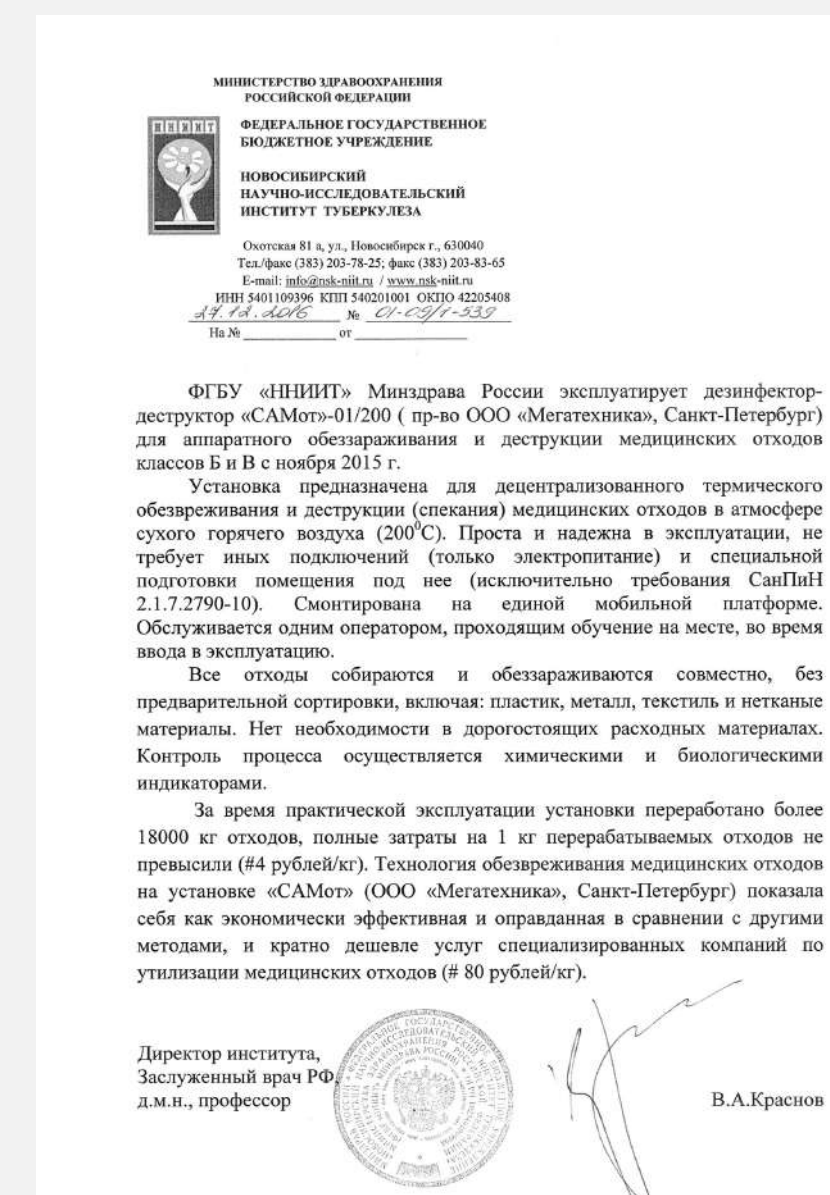 МИНИСТЕРСТВО ЗДРАВООХРАНЕНИЯ
РОССИЙСКОЙ ФЕДЕРАЦИИ
ННИИТ
ФЕДЕРАЛЬНОЕ ГОСУДАРСТВЕННОЕ
БЮДЖЕТНОЕ УЧРЕЖДЕНИЕ
НОВОСИБИРСКИЙ
НАУЧНО-ИССЛЕДОВАТЕЛЬСКИЙ
ИНСТИТУТ ТУБЕРКУЛЕЗА
Охотская 81 а, ул., Новосибирск г., 630040
Тел./факс (383) 203-78-25; факс (383) 203-83-65
E-mail: info@nsk-niit.ru / www.nsk-niit.ru
ИНН 5401109396 КПП 540201001 ОКПО 42205408
27.12.2016 № 01-09/1-539
На № от
ФГБУ «ННИИТ» Минздрава России эксплуатирует дезинфектор-
деструктор «САМот»-01/200 ( пр-во ООО «Мегатехника», Санкт-Петербург)
для аппаратного обеззараживания и деструкции медицинских отходов
классов Б и В с ноября 2015 г.
Установка предназначена для децентрализованного термического
обезвреживания и деструкции (спекания) медицинских отходов в атмосфере
сухого горячего воздуха (200⁰С). Проста и надежна в эксплуатации, не
требует иных подключений (только электропитание) и специальной
подготовки помещения под нее (исключительно требования СанПиН
2.1.7.2790-10). Смонтирована на единой мобильной платформе.
Обслуживается одним оператором, проходящим обучение на месте, во время
ввода в эксплуатацию.
Все отходы собираются и обеззараживаются совместно, без
предварительной сортировки, включая: пластик, металл, текстиль и нетканые
материалы. Нет необходимости в дорогостоящих расходных материалах.
Контроль процесса осуществляется химическими и биологическими
индикаторами.
За время практической эксплуатации установки переработано более
18000 кг отходов, полные затраты на 1 кг перерабатываемых отходов не
превысили (#4 рублей/кг). Технология обезвреживания медицинских отходов
на установке «САМот» (ООО «Мегатехника», Санкт-Петербург) показала
себя как экономически эффективная и оправданная в сравнении с другими
методами, и кратно дешевле услуг специализированных компаний по
утилизации медицинских отходов (# 80 рублей/кг).
Директор института,
Заслуженный врач РФ,
д.м.н., профессор
В.А.Краснов